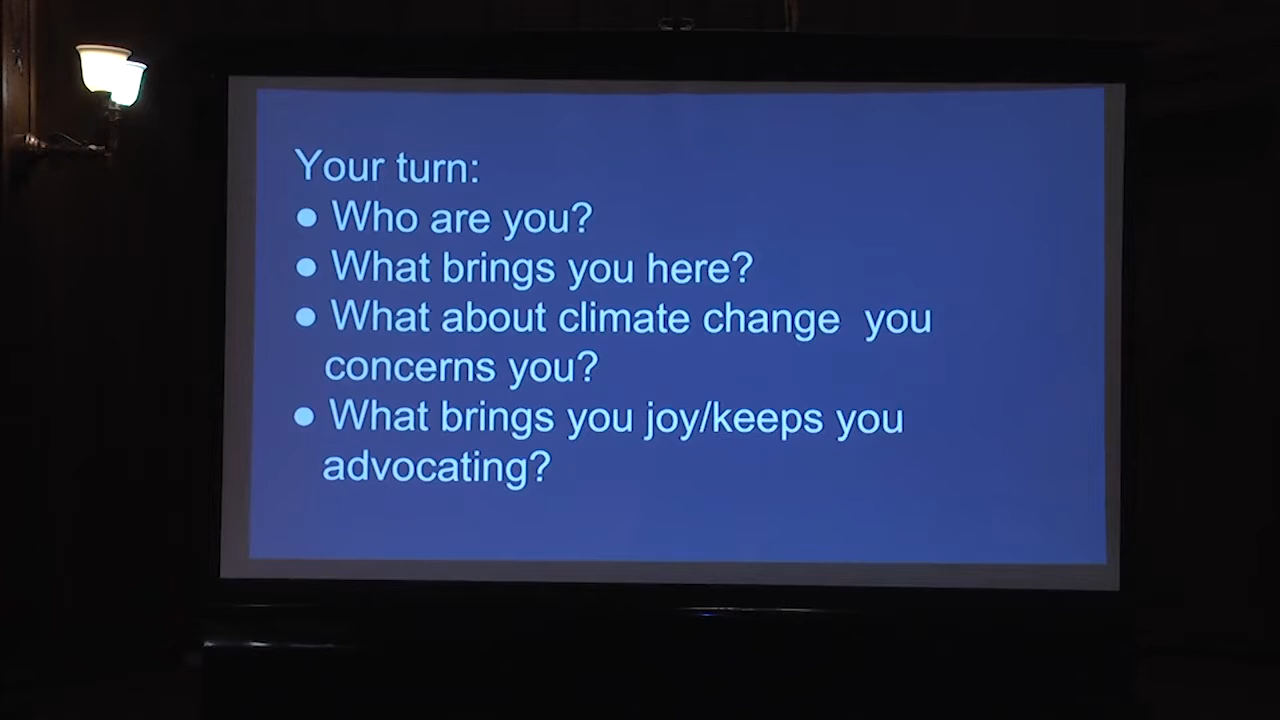 Your turn:
● Who are you?
● What brings you here?
● What about climate change  you
concerns you?
● What brings you joy/keeps you
advocating?